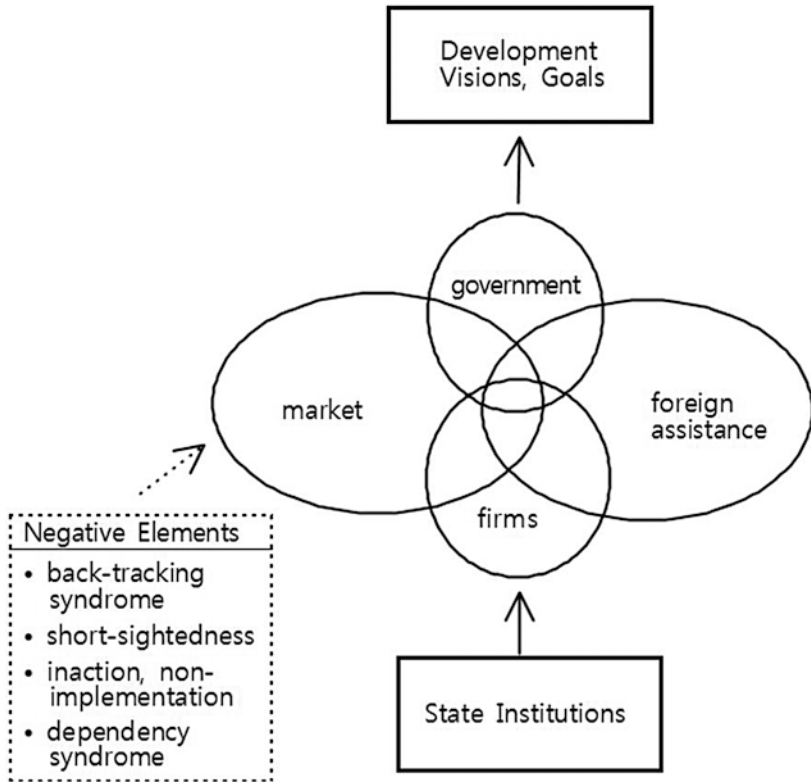 Development
Visions, Goals
government
market
foreign
assistance
firms
Negative Elements
• back-tracking
syndrome
• short-sightedness
• inaction, non-
implementation
• dependency
syndrome
State Institutions